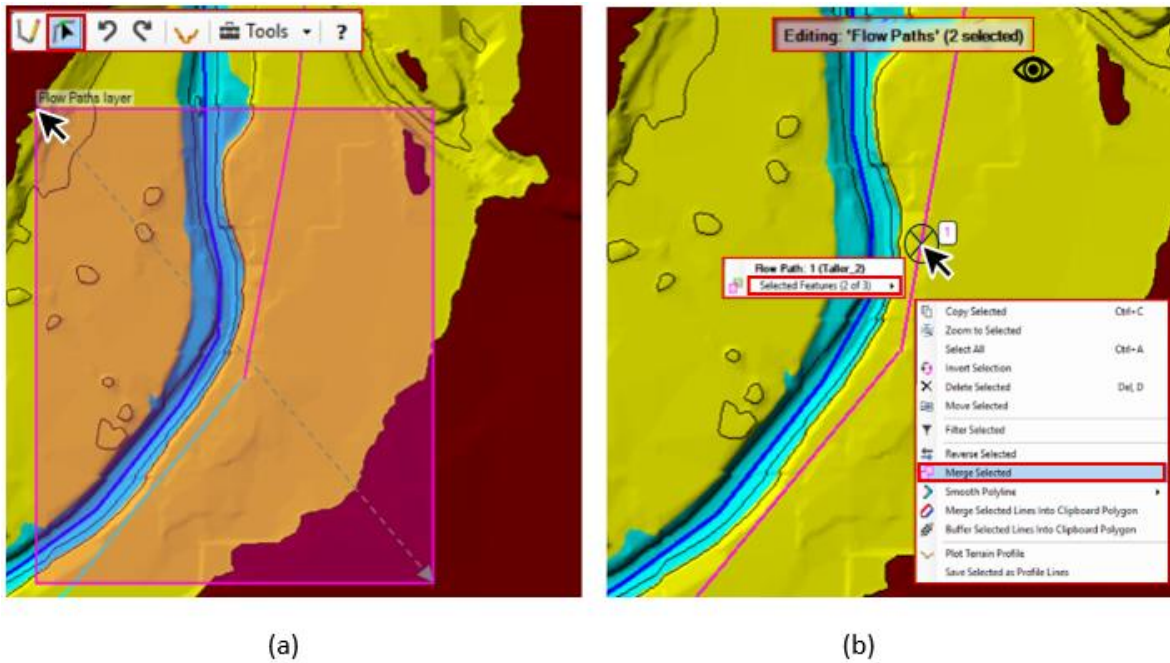 Tools ?
Flow Paths layer
Editing: 'Flow Paths' (2 selected)
1
Flow Path: 1 (Taller_2)
Selected Features (2 of 3)
Copy Selected Ctrl+C
Zoom to Selected
Select All Ctrl+A
Invert Selection
Delete Selected Del, D
Move Selected
Filter Selected
Reverse Selected
Merge Selected
Smooth Polyline
Merge Selected Lines Into Clipboard Polygon
Buffer Selected Lines Into Clipboard Polygon
Plot Terrain Profile
Save Selected as Profile Lines
(a)
(b)